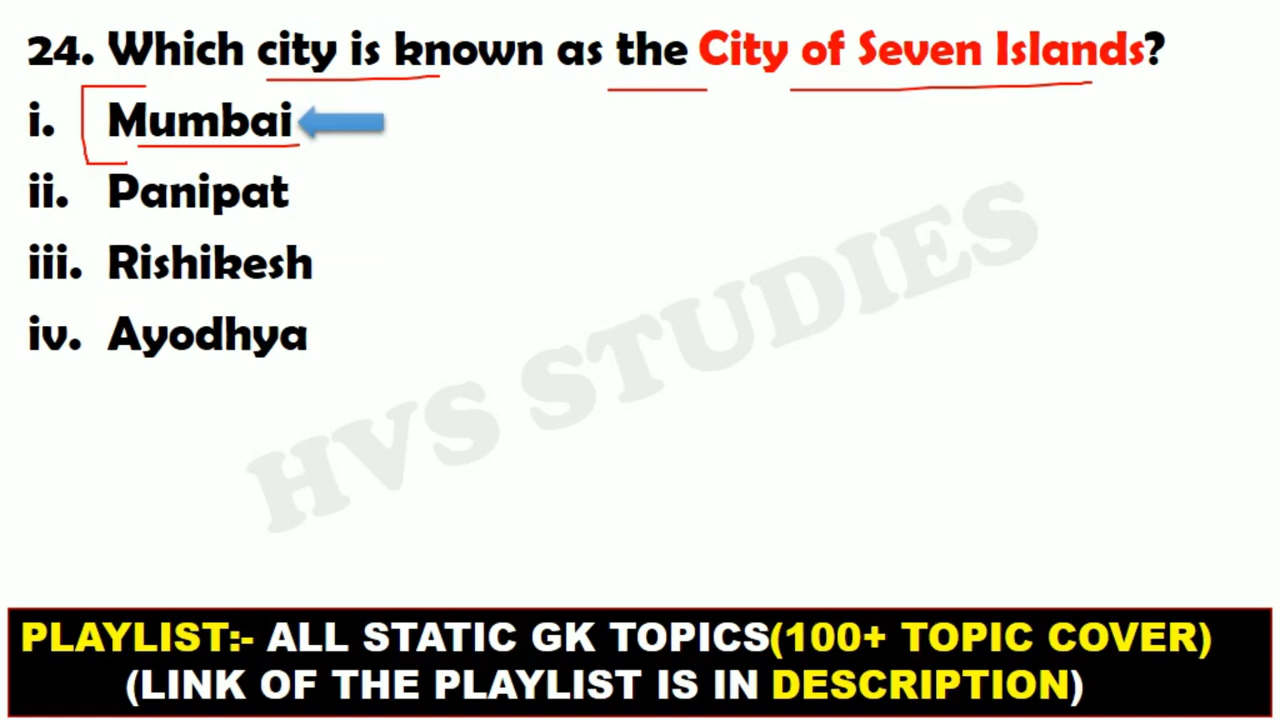 24. Which city is known as the City of Seven Islands?
i. Mumbai
ii. Panipat
iii. Rishikesh
iv. Ayodhya
HVS STUDIES
PLAYLIST:- ALL STATIC GK TOPICS(100+ TOPIC COVER)
(LINK OF THE PLAYLIST IS IN DESCRIPTION)